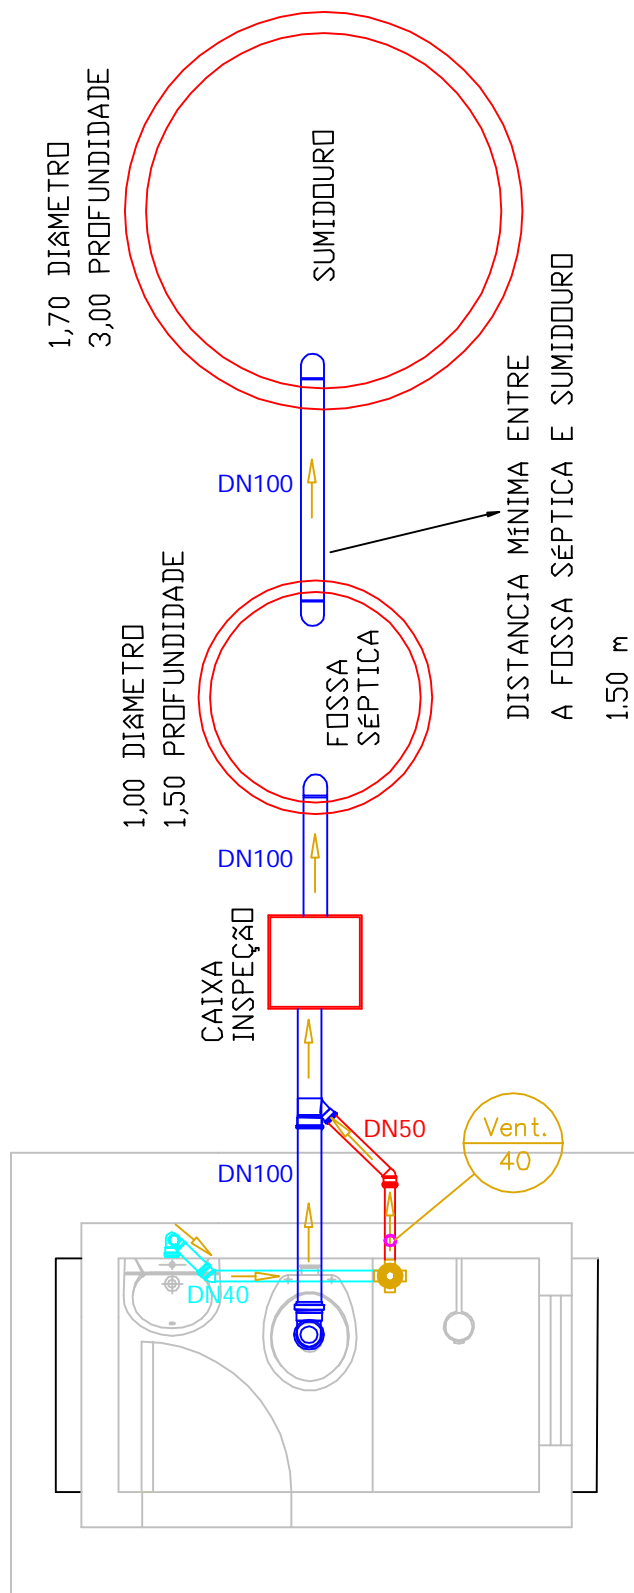 1,70 DIÂMETRO
3,00 PROFUNDIDADE
SUMIDOURO
DN100
DISTANCIA MÍNIMA ENTRE
A FOSSA SÉPTICA E SUMIDOURO
1.50 m
1,00 DIÂMETRO
1,50 PROFUNDIDADE
FOSSA
SÉPTICA
DN100
CAIXA
INSPEÇÃO
DN50
Vent.
40
DN100
DN40